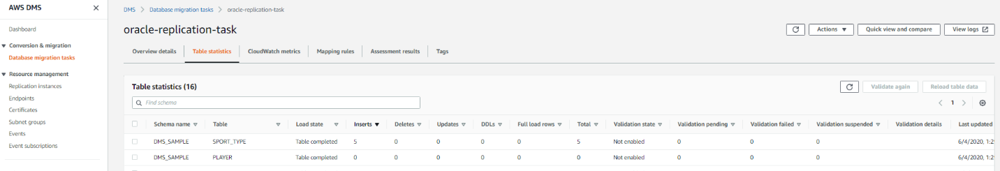 AWS DMS
Dashboard
Conversion & migration
Database migration tasks
Resource management
Replication instances
Endpoints
Certificates
Subnet groups
Events
Event subscriptions
DMS > Database migration tasks > oracle-replication-task
oracle-replication-task
Actions Quick view and compare View logs
Overview details Table statistics CloudWatch metrics Mapping rules Assessment results Tags
Table statistics (16)
Validate again Reload table data
Find schema
1
Schema name Table Load state Inserts Deletes Updates DDLs Full load rows Total Validation state Validation pending Validation failed Validation suspended Validation details Last updated
DMS_SAMPLE SPORT_TYPE Table completed 5 0 0 0 0 5 Not enabled 0 0 0 6/4/2020, 1:2
DMS_SAMPLE PLAYER Table completed 0 0 0 0 0 0 Not enabled 0 0 0 6/4/2020, 1:2